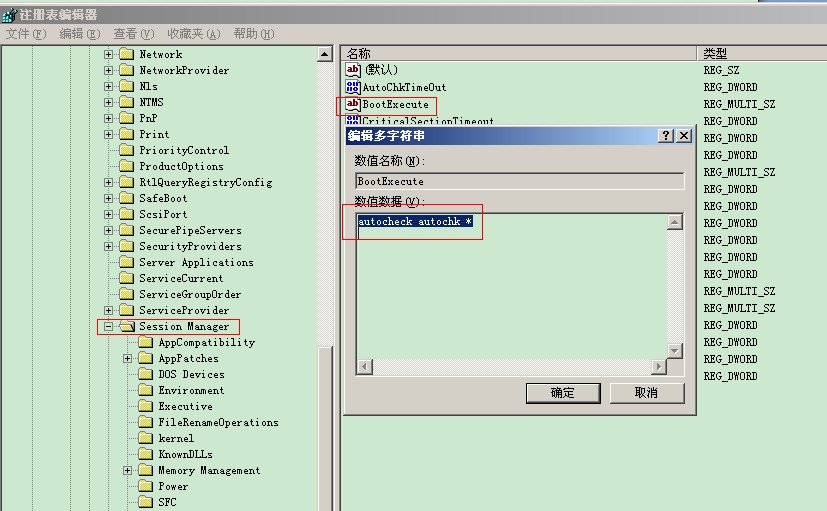 注册表编辑器
文件(F) 编辑(E) 查看(V) 收藏夹(A) 帮助(H)
Network
NetworkProvider
Nls
NTMS
PnP
Print
PriorityControl
ProductOptions
RtlQueryRegistryConfig
SafeBoot
ScsiPort
SecurePipeServers
SecurityProviders
Server Applications
ServiceCurrent
ServiceGroupOrder
ServiceProvider
Session Manager
AppCompatibility
AppPatches
DOS Devices
Environment
Executive
FileRenameOperations
kernel
KnownDLLs
Memory Management
Power
SFC
名称 类型
ab (默认) REG_SZ
AutoChkTimeOut REG_DWORD
ab BootExecute REG_MULTI_SZ
CriticalSectionTimeout REG_DWORD
编辑多字符串
数值名称(N):
BootExecute
数值数据(V):
autocheck autochk *
确定 取消
REG_DWORD
REG_DWORD
REG_MULTI_SZ
REG_DWORD
REG_DWORD
REG_DWORD
REG_DWORD
REG_DWORD
REG_DWORD
REG_MULTI_SZ
REG_MULTI_SZ
REG_DWORD
REG_DWORD
REG_DWORD